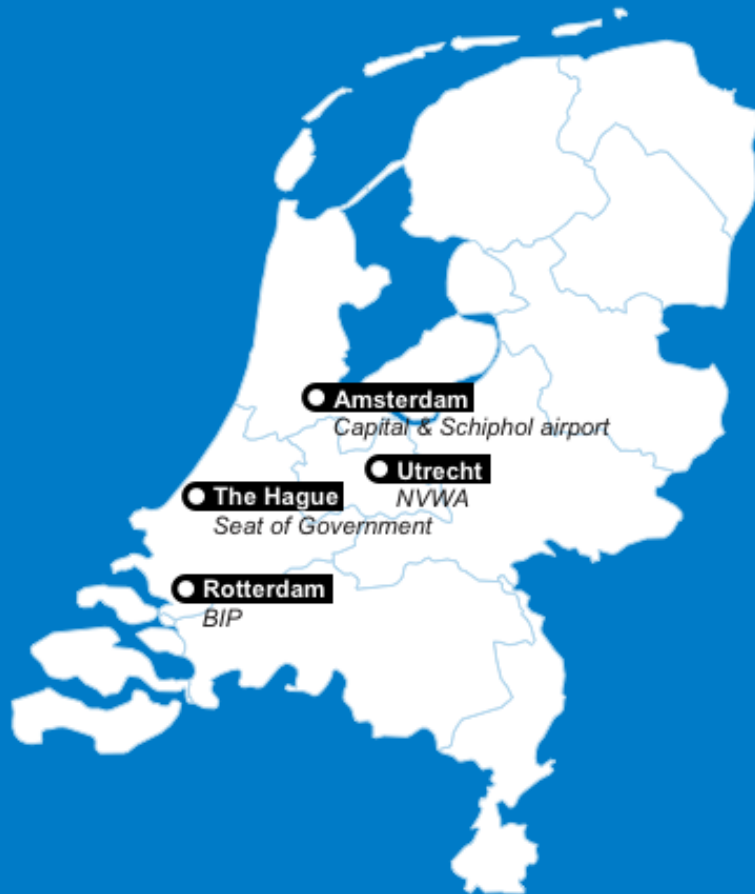 Amsterdam
Capital & Schiphol airport
Utrecht
NVWA
The Hague
Seat of Government
Rotterdam
BIP